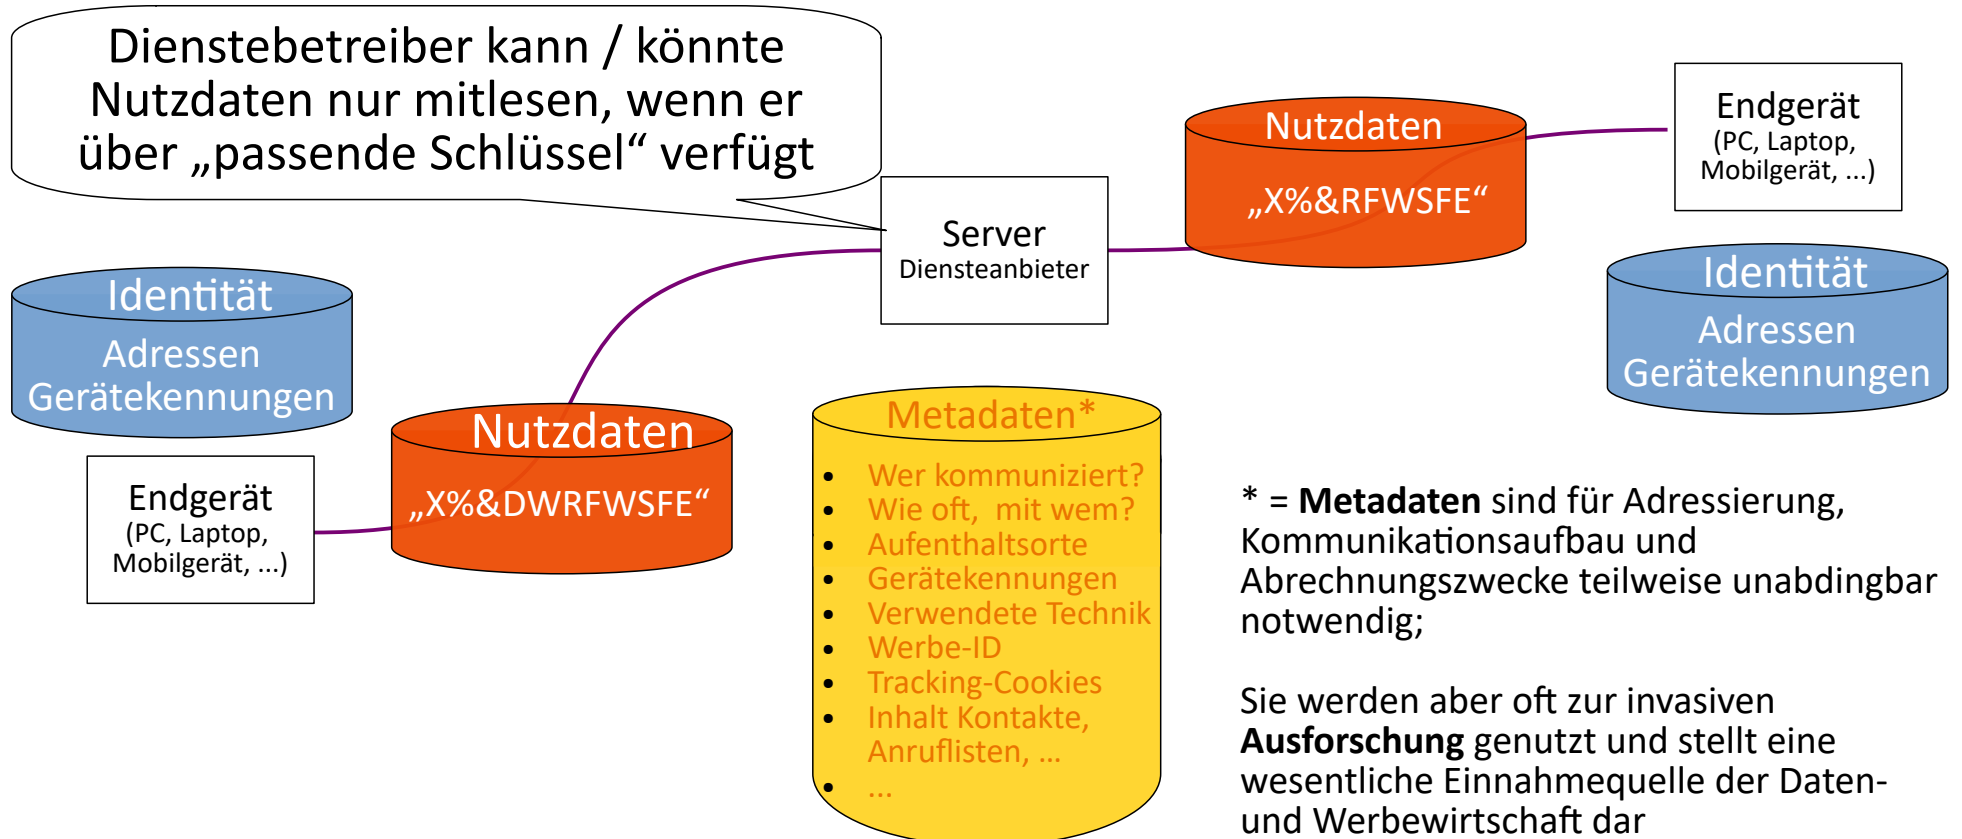 Dienstebetreiber kann / könnte
Nutzdaten nur mitlesen, wenn er
über „passende Schlüssel“ verfügt
Server
Diensteanbieter
Nutzdaten
„X%&RFWSFE“
Endgerät
(PC, Laptop,
Mobilgerät, ...)
Identität
Adressen
Gerätekennungen
Identität
Adressen
Gerätekennungen
Endgerät
(PC, Laptop,
Mobilgerät, ...)
Nutzdaten
„X%&DWRFWSFE“
Metadaten*
• Wer kommuniziert?
• Wie oft, mit wem?
• Aufenthaltsorte
• Gerätekennungen
• Verwendete Technik
• Werbe-ID
• Tracking-Cookies
• Inhalt Kontakte,
Anruflisten, ...
• ...
* = Metadaten sind für Adressierung,
Kommunikationsaufbau und
Abrechnungszwecke teilweise unabdingbar
notwendig;
Sie werden aber oft zur invasiven
Ausforschung genutzt und stellt eine
wesentliche Einnahmequelle der Daten-
und Werbewirtschaft dar